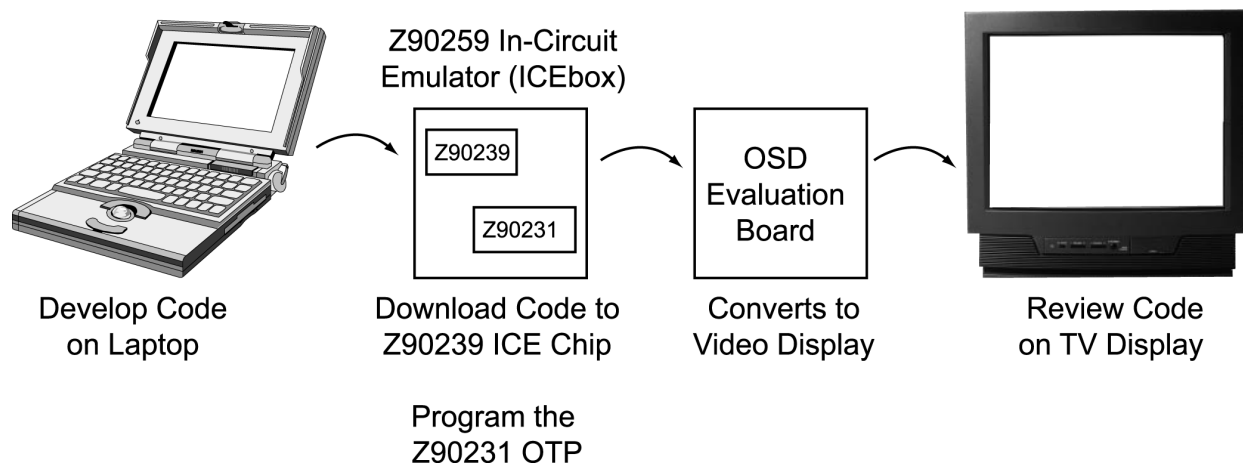 Z90259 In-Circuit
Emulator (ICEbox)
Z90239
Z90231
OSD
Evaluation
Board
Develop Code
on Laptop
Download Code to
Z90239 ICE Chip
Converts to
Video Display
Review Code
on TV Display
Program the
Z90231 OTP